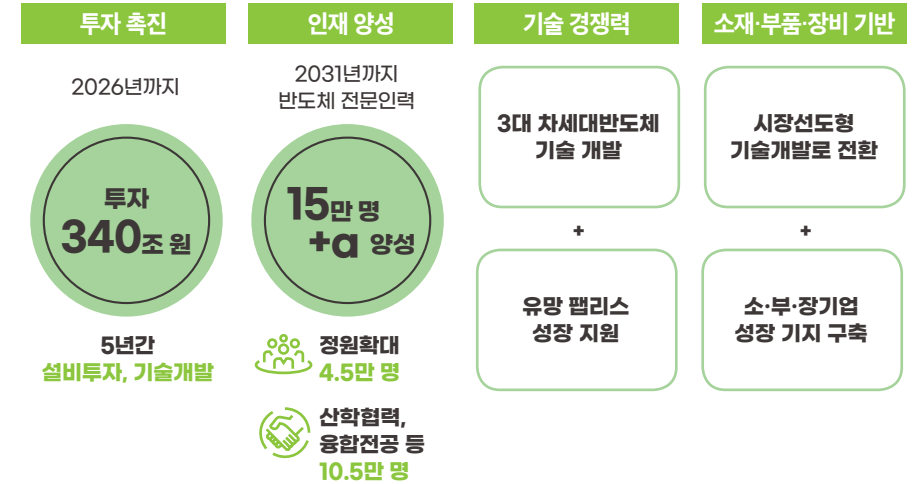 투자 촉진
2026년까지
투자
340조 원
5년간
설비투자, 기술개발
인재 양성
2031년까지
반도체 전문인력
15만 명
+α 양성
정원확대
4.5만 명
산학협력,
융합전공 등
10.5만 명
기술 경쟁력
3대 차세대반도체
기술 개발
+
유망 팹리스
성장 지원
소재·부품·장비 기반
시장선도형
기술개발로 전환
+
소·부·장기업
성장 기지 구축